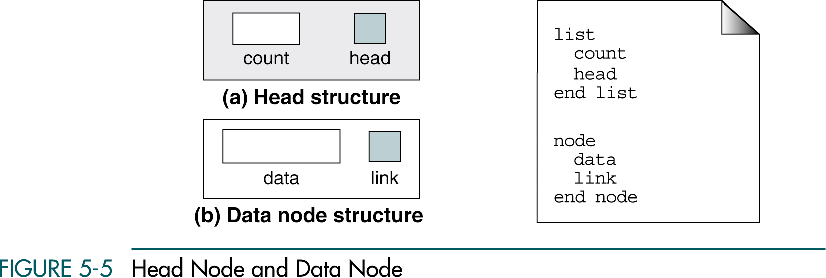 count head
(a) Head structure
data link
(b) Data node structure
list
count
head
end list
node
data
link
end node
FIGURE 5-5 Head Node and Data Node